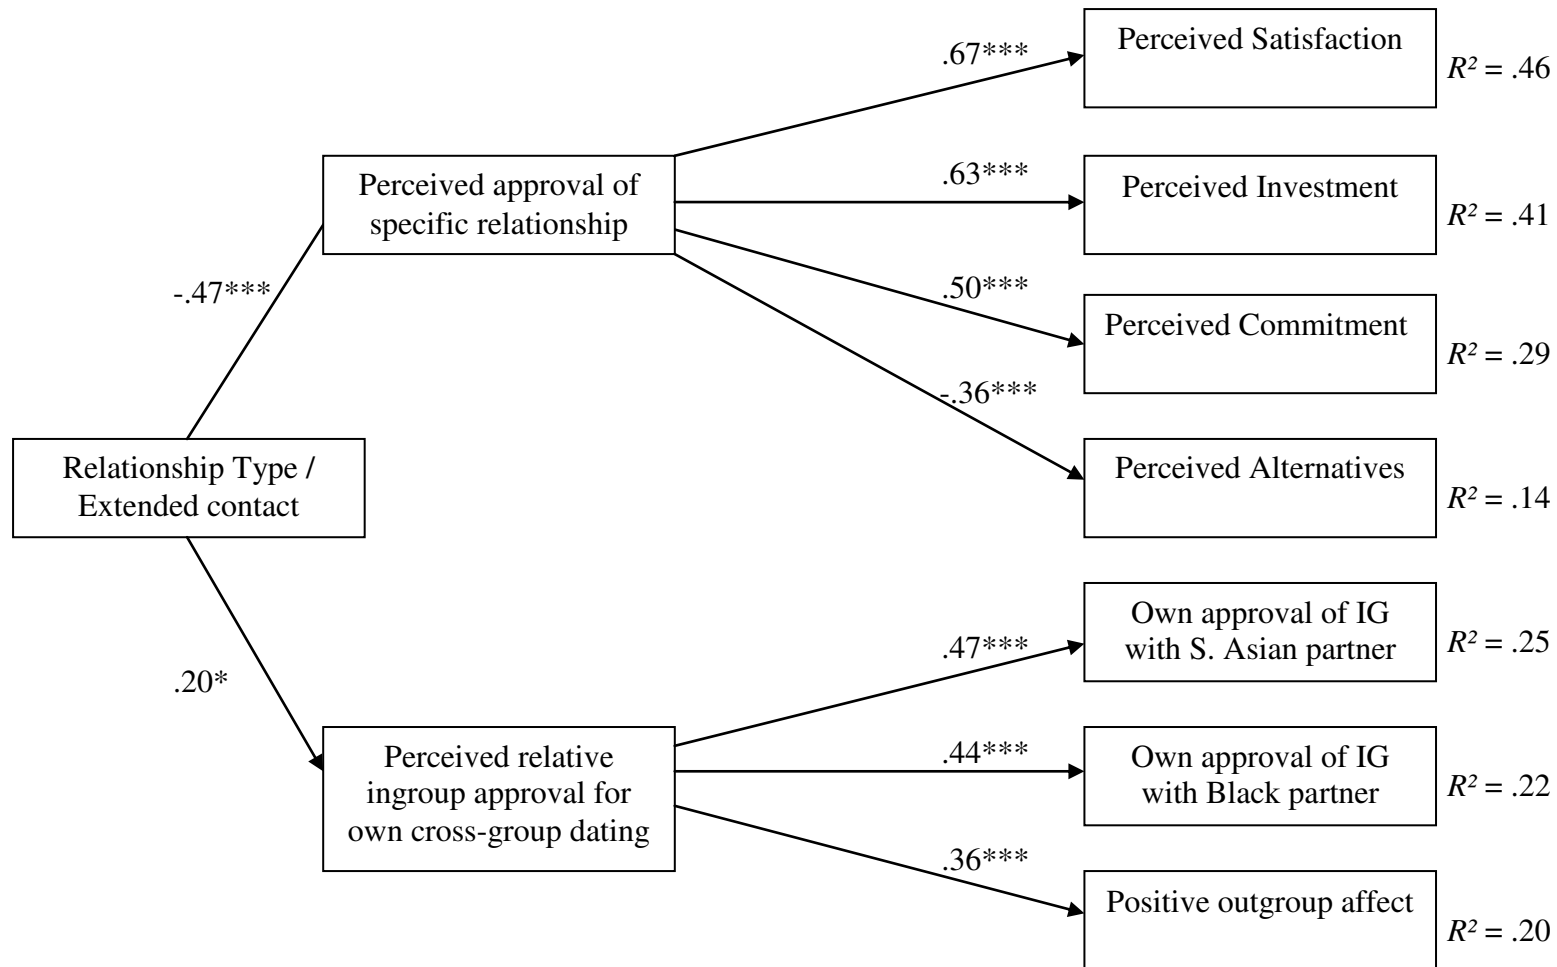 Perceived Satisfaction
.67***
R² = .46
Perceived approval of
specific relationship
.63***
Perceived Investment
R² = .41
-.47***
.50***
Perceived Commitment
R² = .29
-.36***
Relationship Type /
Extended contact
Perceived Alternatives
R² = .14
Own approval of IG
with S. Asian partner
.47***
R² = .25
.20*
Perceived relative
ingroup approval for
own cross-group dating
.44***
Own approval of IG
with Black partner
R² = .22
.36***
Positive outgroup affect
R² = .20